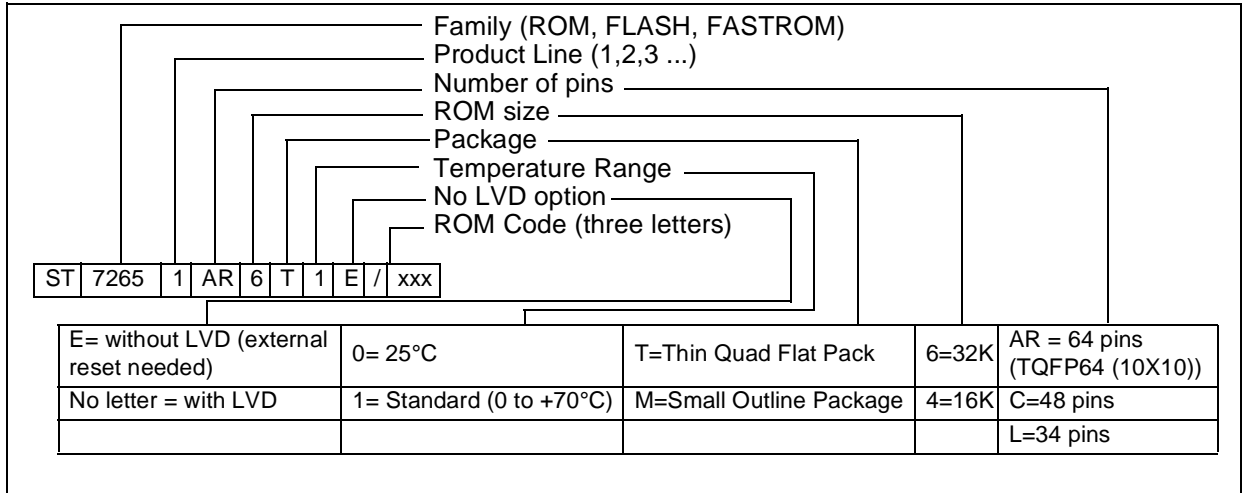 Family (ROM, FLASH, FASTROM)
Product Line (1,2,3 ...)
Number of pins
ROM size
Package
Temperature Range
No LVD option
ROM Code (three letters)
ST 7265 1 AR 6 T 1 E / xxx
E= without LVD (external reset needed) 0= 25°C T=Thin Quad Flat Pack 6=32K AR = 64 pins (TQFP64 (10X10))
No letter = with LVD 1= Standard (0 to +70°C) M=Small Outline Package 4=16K C=48 pins
L=34 pins